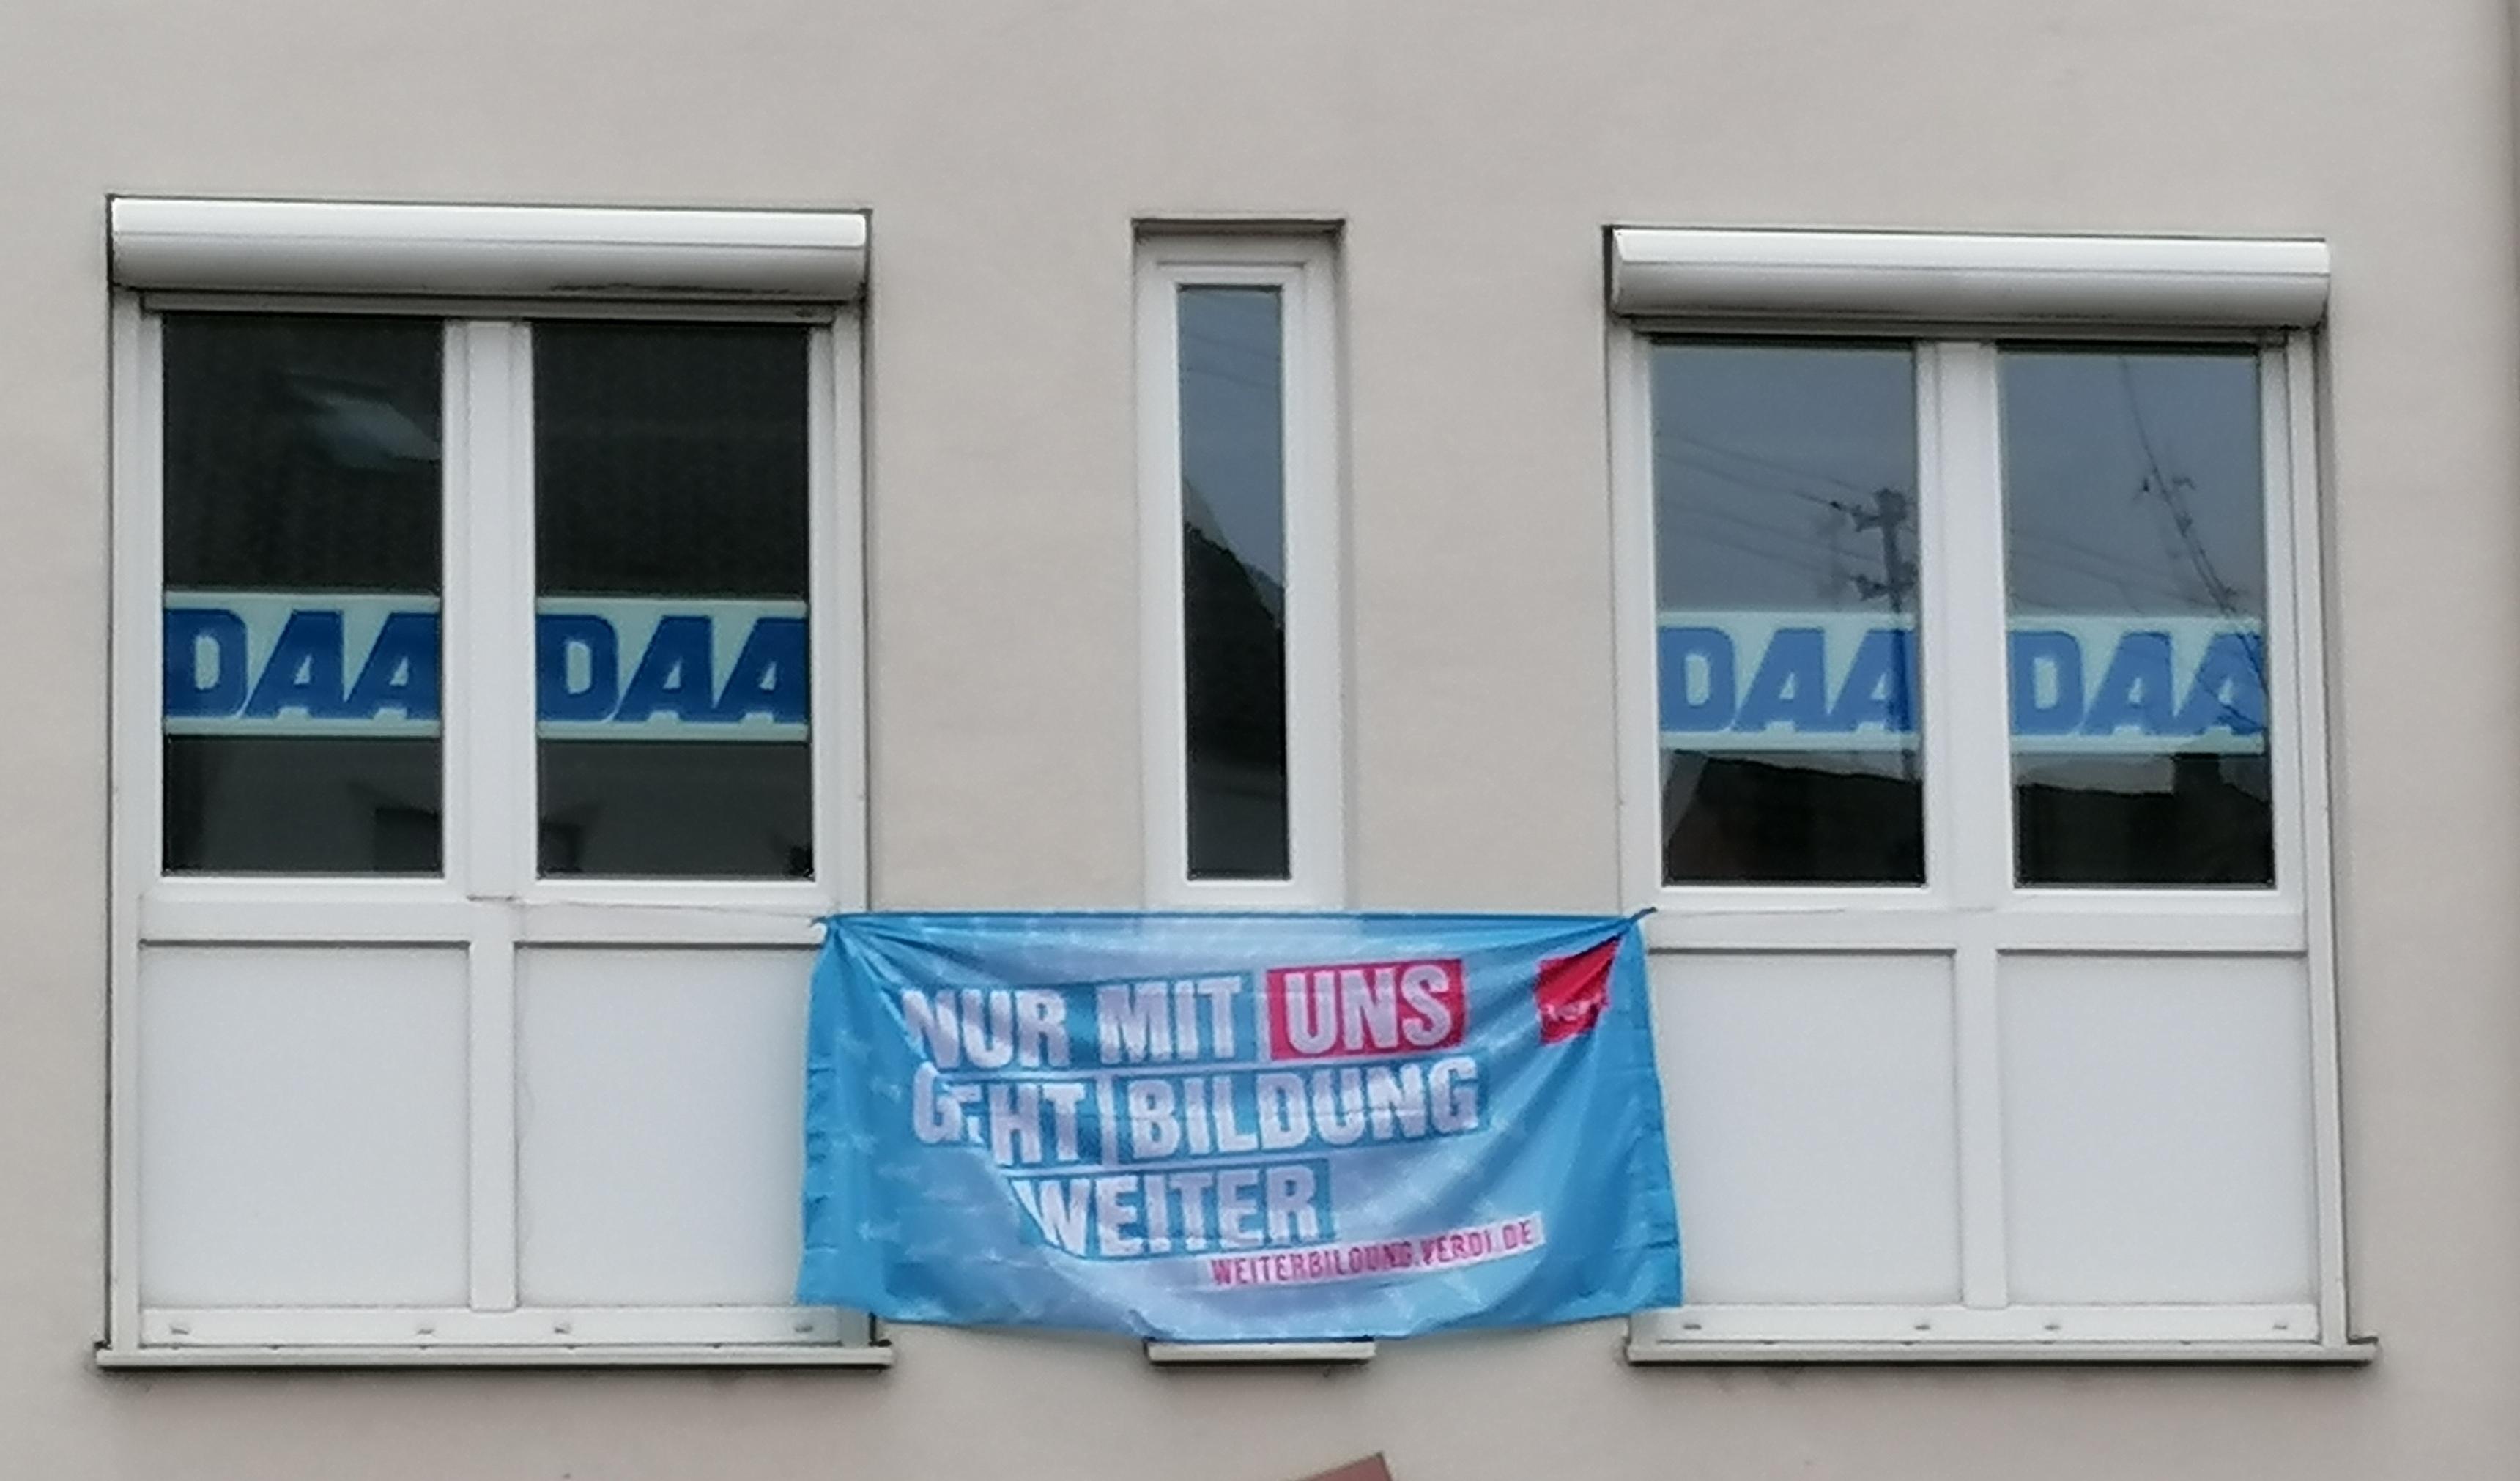 DAA DAA DAA DAA
NUR MIT UNS
GEHT BILDUNG
WEITER
WEITERBILDUNG.VERDI.DE